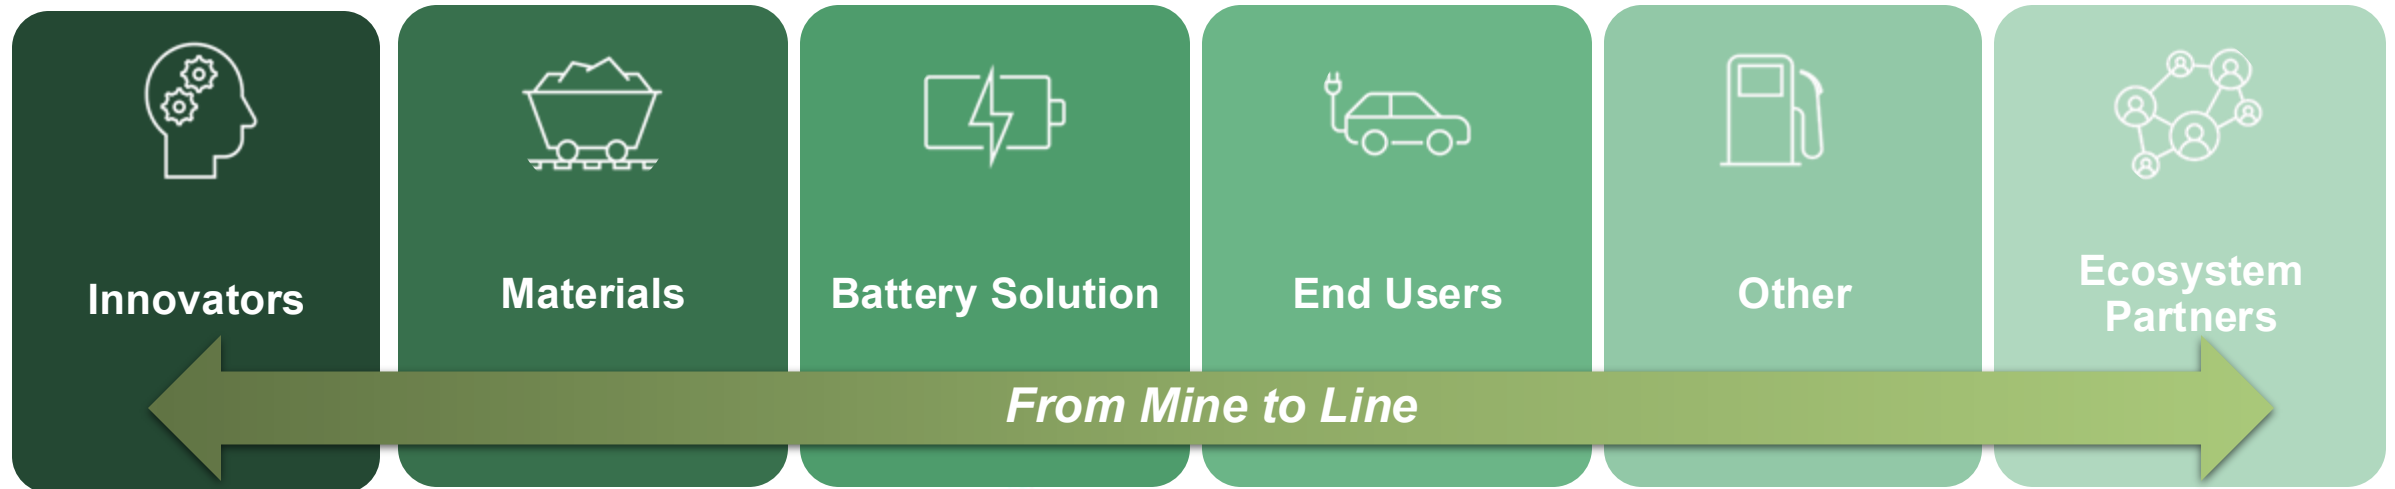 Innovators
Materials
Battery Solution
End Users
Other
Ecosystem
Partners
From Mine to Line